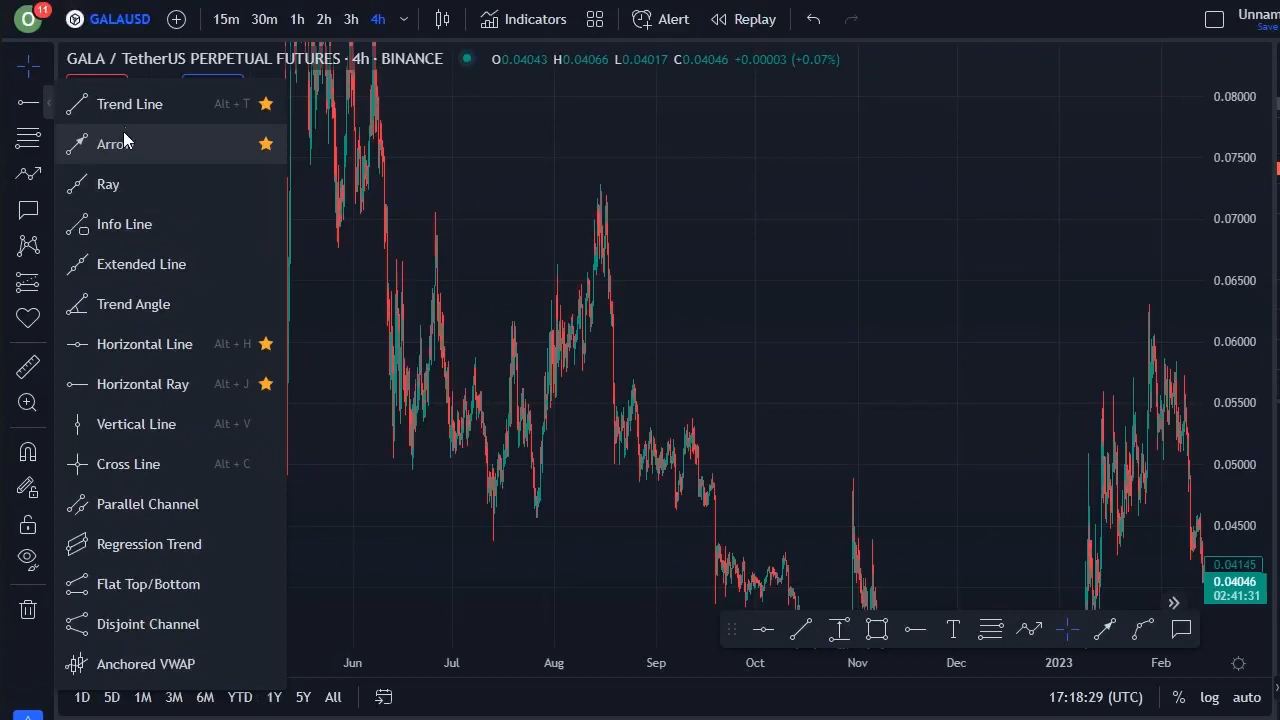 O 11 GALAUSD 15m 30m 1h 2h 3h 4h Indicators Alert Replay Unnam
Save
GALA / TetherUS PERPETUAL FUTURES · 4h · BINANCE O0.04043 H0.04066 L0.04017 C0.04046 +0.00003 (+0.07%)
Trend Line Alt + T
Arro
Ray
Info Line
Extended Line
Trend Angle
Horizontal Line Alt + H
Horizontal Ray Alt + J
Vertical Line Alt + V
Cross Line Alt + C
Parallel Channel
Regression Trend
Flat Top/Bottom
Disjoint Channel
Anchored VWAP
0.08000
0.07500
0.07000
0.06500
0.06000
0.05500
0.05000
0.04500
0.04145
0.04046
02:41:31
T
Jun Jul Aug Sep Oct Nov Dec 2023 Feb
1D 5D 1M 3M 6M YTD 1Y 5Y All 17:18:29 (UTC) % log auto